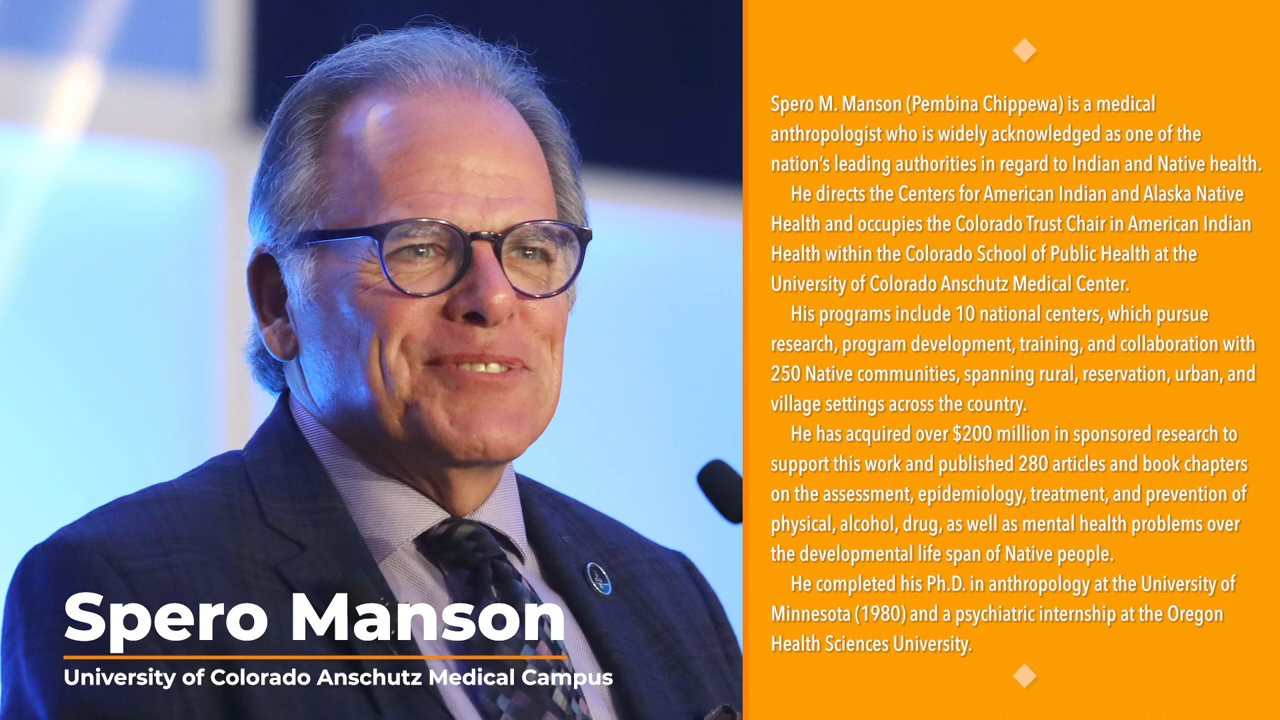 Spero Manson
University of Colorado Anschutz Medical Campus
Spero M. Manson (Pembina Chippewa) is a medical
anthropologist who is widely acknowledged as one of the
nation’s leading authorities in regard to Indian and Native health.
He directs the Centers for American Indian and Alaska Native
Health and occupies the Colorado Trust Chair in American Indian
Health within the Colorado School of Public Health at the
University of Colorado Anschutz Medical Center.
His programs include 10 national centers, which pursue
research, program development, training, and collaboration with
250 Native communities, spanning rural, reservation, urban, and
village settings across the country.
He has acquired over $200 million in sponsored research to
support this work and published 280 articles and book chapters
on the assessment, epidemiology, treatment, and prevention of
physical, alcohol, drug, as well as mental health problems over
the developmental life span of Native people.
He completed his Ph.D. in anthropology at the University of
Minnesota (1980) and a psychiatric internship at the Oregon
Health Sciences University.